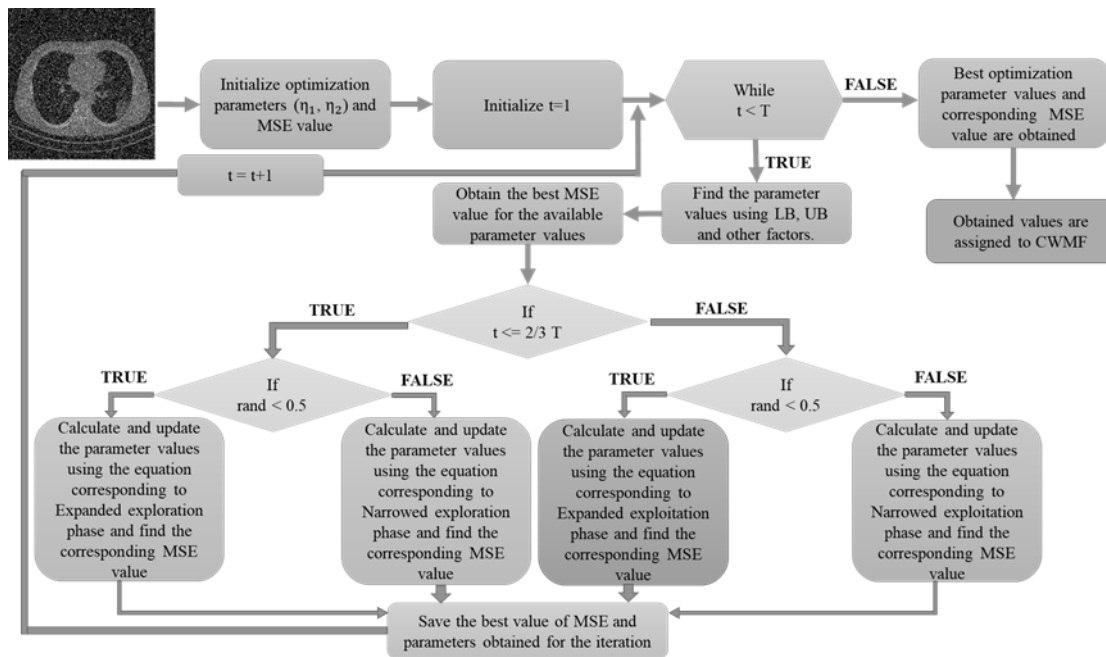 Initialize optimization
parameters (η₁, η₂) and
MSE value
Initialize t=1
While
t < T
FALSE
Best optimization
parameter values and
corresponding MSE
value are obtained
TRUE
t = t+1
Obtain the best MSE
value for the available
parameter values
Find the parameter
values using LB, UB
and other factors.
Obtained values are
assigned to CWMF
If
t <= 2/3 T
TRUE
FALSE
If
rand < 0.5
TRUE
FALSE
If
rand < 0.5
TRUE
FALSE
Calculate and update
the parameter values
using the equation
corresponding to
Expanded exploration
phase and find the
corresponding MSE
value
Calculate and update
the parameter values
using the equation
corresponding to
Narrowed exploration
phase and find the
corresponding MSE
value
Calculate and update
the parameter values
using the equation
corresponding to
Expanded exploitation
phase and find the
corresponding MSE
value
Calculate and update
the parameter values
using the equation
corresponding to
Narrowed exploitation
phase and find the
corresponding MSE
value
Save the best value of MSE and
parameters obtained for the iteration